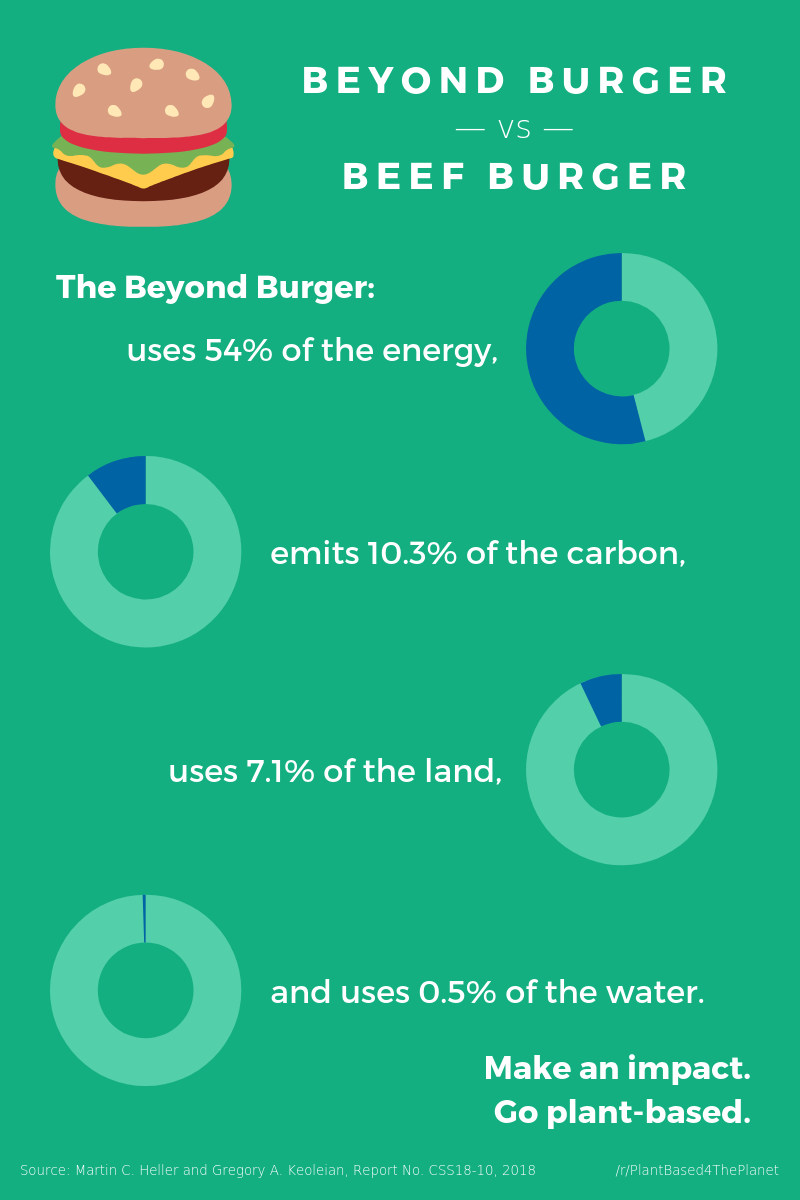 BEYOND BURGER
— VS —
BEEF BURGER
The Beyond Burger:
uses 54% of the energy,
emits 10.3% of the carbon,
uses 7.1% of the land,
and uses 0.5% of the water.
Make an impact.
Go plant-based.
Source: Martin C. Heller and Gregory A. Keoleian, Report No. CSS18-10, 2018
/r/PlantBased4ThePlanet